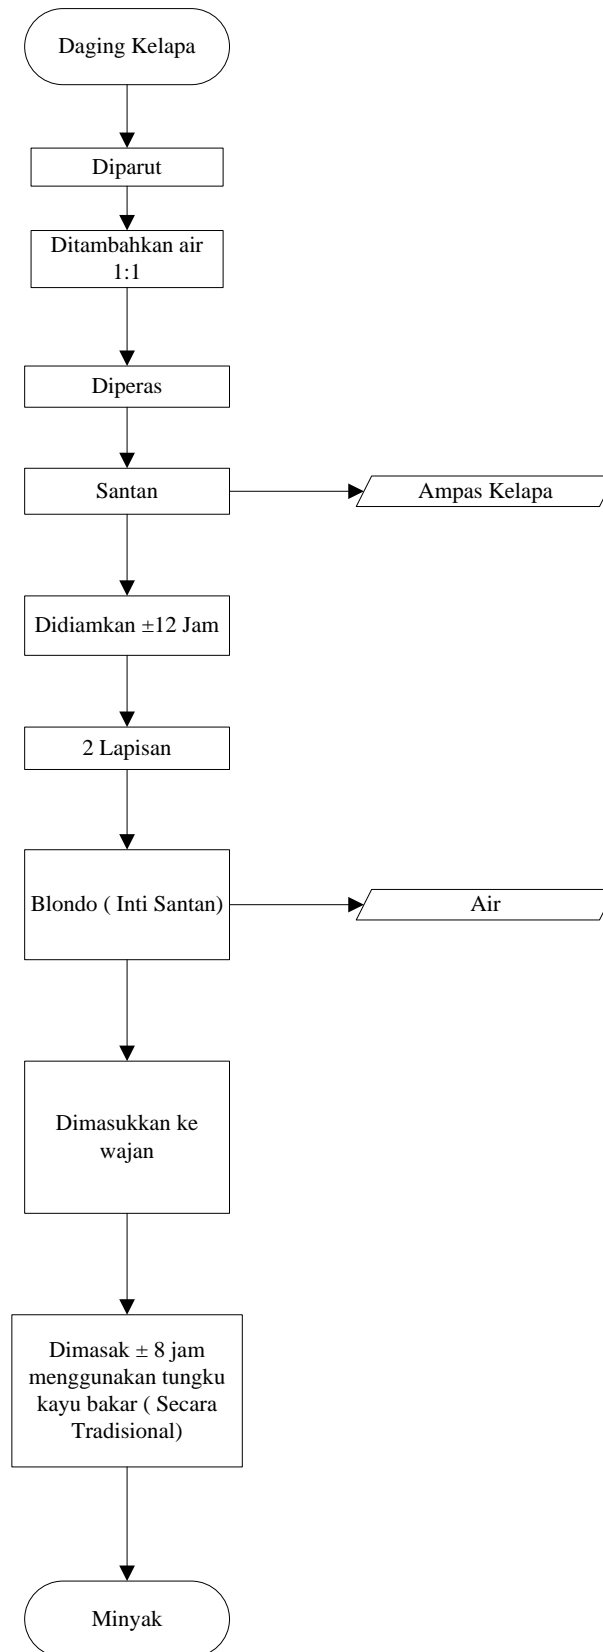 Daging Kelapa
Diparut
Ditambahkan air
1:1
Diperas
Santan
Ampas Kelapa
Didiamkan ±12 Jam
2 Lapisan
Blondo ( Inti Santan)
Air
Dimasukkan ke
wajan
Dimasak ± 8 jam
menggunakan tungku
kayu bakar ( Secara
Tradisional)
Minyak